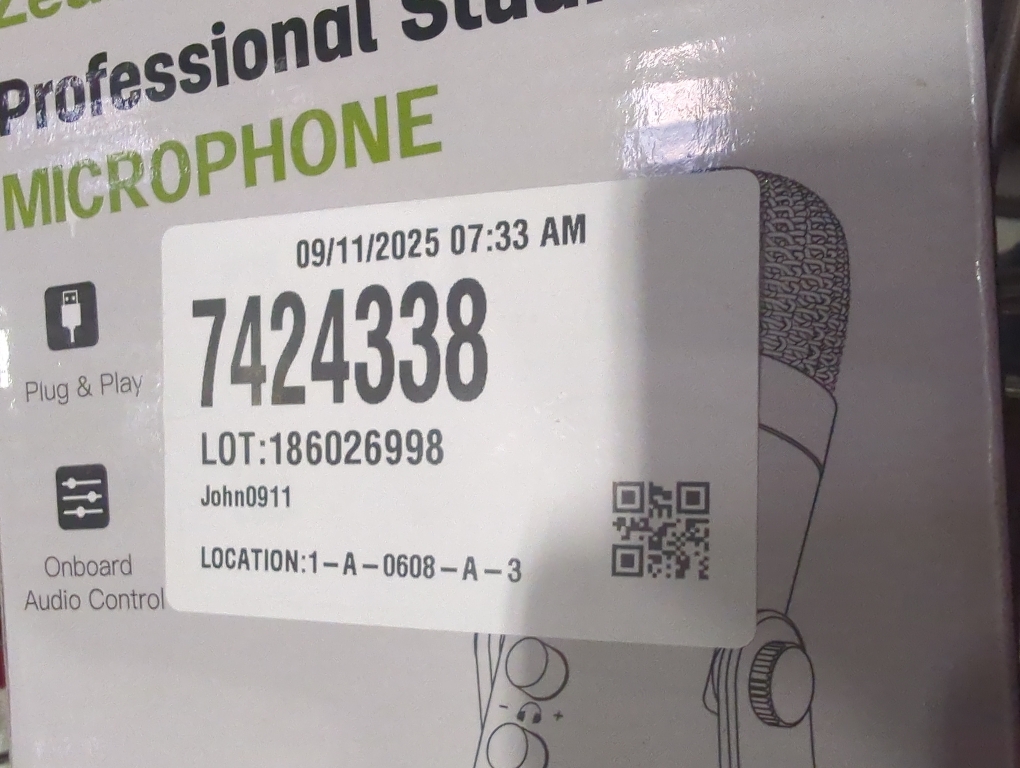 Professional
MICROPHONE
09/11/2025 07:33 AM
7424338
Plug & Play
LOT:186026998
John0911
Onboard
Audio Control
LOCATION:1-A-0608-A-3
- +